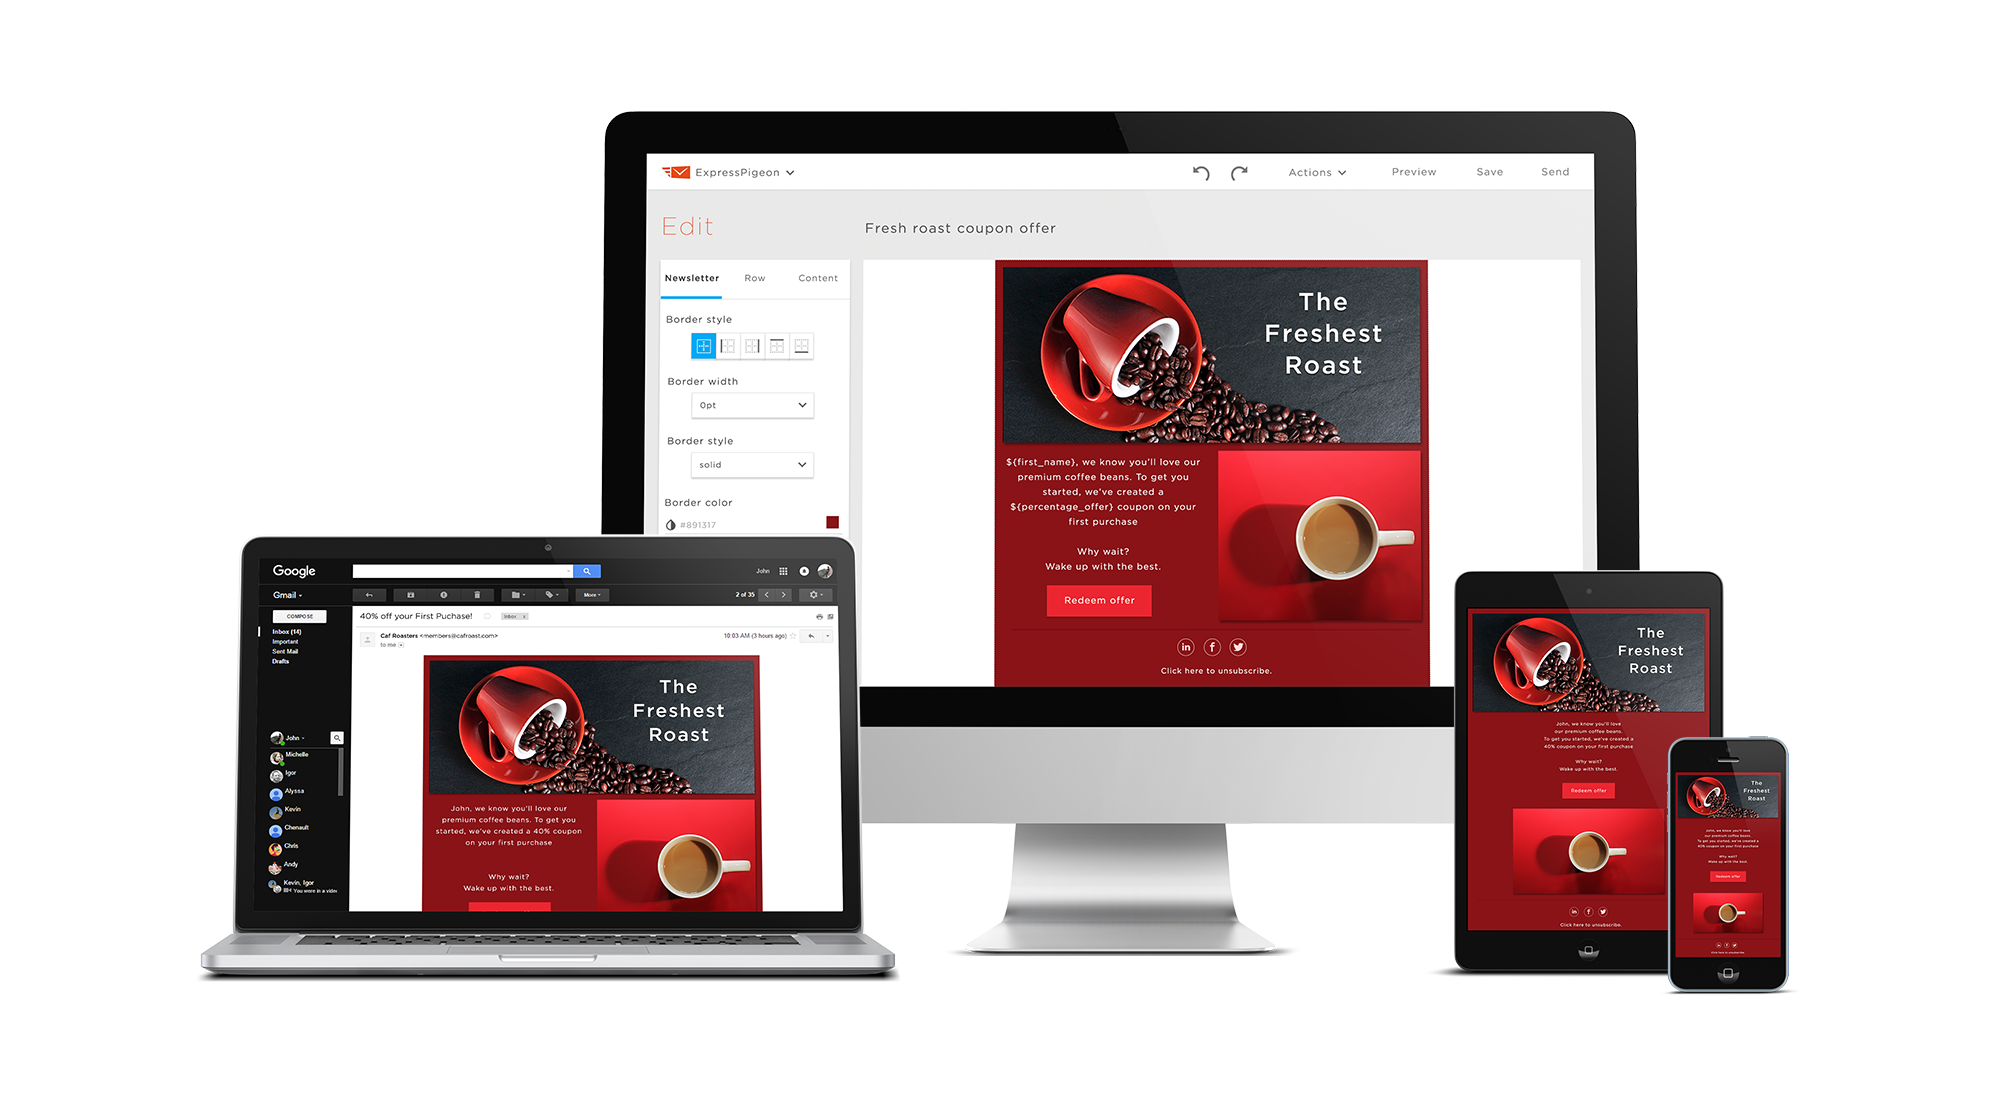 ExpressPigeon
Actions
Preview
Save
Send
Edit
Fresh roast coupon offer
Newsletter
Row
Content
Border style
Border width
0pt
Border style
solid
Border color
#891317
The
Freshest
Roast
${first_name}, we know you'll love our
premium coffee beans. To get you
started, we've created a
${percentage_offer} coupon on your
first purchase
Why wait?
Wake up with the best.
Redeem offer
in
f
Click here to unsubscribe.
Google
John
Gmail
More
2 of 35
COMPOSE
Inbox (14)
Important
Sent Mail
Drafts
John
Michelle
Igor
Alyssa
Kevin
Chenault
Chris
Andy
Kevin, Igor
You were in a video
40% off your First Puchase!
Inbox x
Caf Roasters <members@cafroast.com>
to me
10:03 AM (3 hours ago)
The
Freshest
Roast
John, we know you'll love our
premium coffee beans. To get you
started, we've created a 40% coupon
on your first purchase
Why wait?
Wake up with the best.
The
Freshest
Roast
John, we know you'll love
our premium coffee beans.
To get you started, we've created a
40% coupon on your first purchase
Why wait?
Wake up with the best.
Redeem offer
in
f
Click here to unsubscribe.
The
Freshest
Roast
John, we know you'll love
our premium coffee beans.
To get you started, we've created a
40% coupon on your first purchase
Why wait?
Wake up with the best.
Redeem offer
in
f
Click here to unsubscribe.